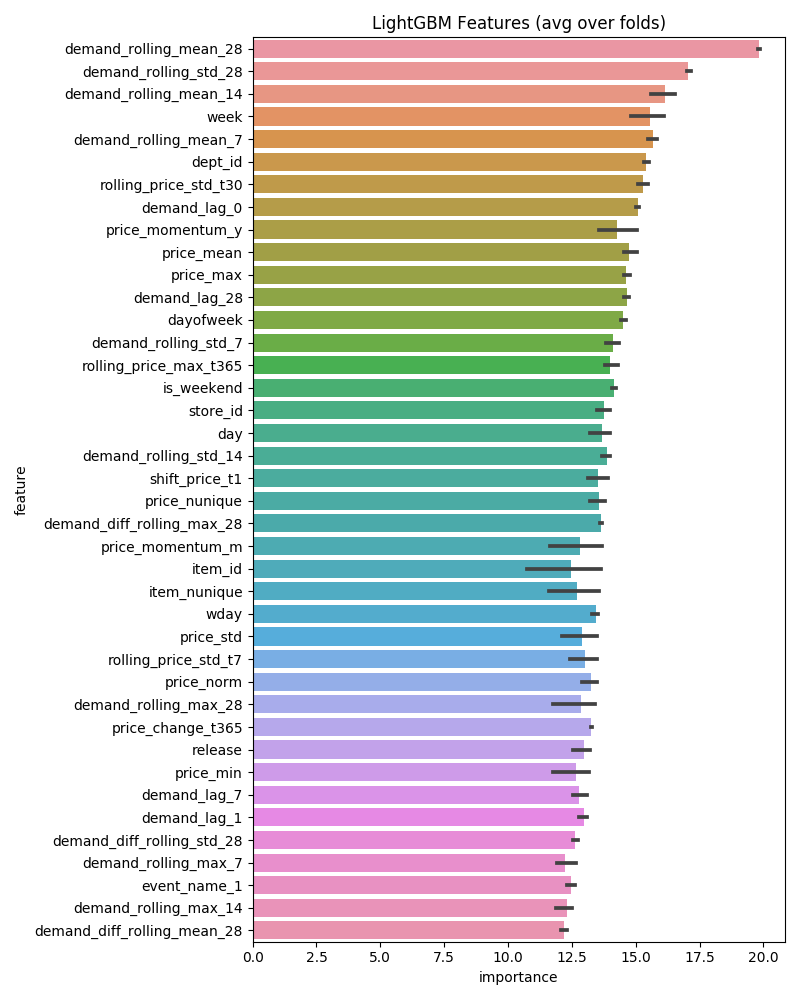 LightGBM Features (avg over folds)
demand_rolling_mean_28
demand_rolling_std_28
demand_rolling_mean_14
week
demand_rolling_mean_7
dept_id
rolling_price_std_t30
demand_lag_0
price_momentum_y
price_mean
price_max
demand_lag_28
dayofweek
demand_rolling_std_7
rolling_price_max_t365
is_weekend
store_id
day
demand_rolling_std_14
shift_price_t1
price_nunique
demand_diff_rolling_max_28
price_momentum_m
item_id
item_nunique
wday
price_std
rolling_price_std_t7
price_norm
demand_rolling_max_28
price_change_t365
release
price_min
demand_lag_7
demand_lag_1
demand_diff_rolling_std_28
demand_rolling_max_7
event_name_1
demand_rolling_max_14
demand_diff_rolling_mean_28
feature
0.0 2.5 5.0 7.5 10.0 12.5 15.0 17.5 20.0
importance